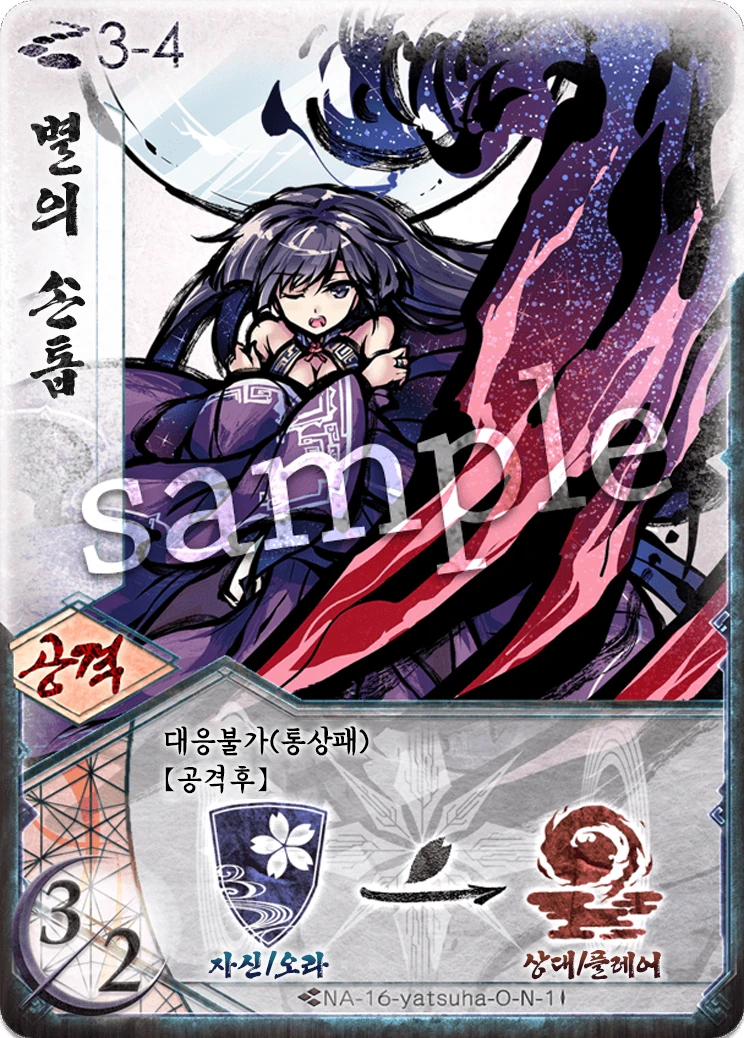 3-4
별의 손톱
sample
공격
대응불가(통상패)
【공격후】
3/2
자신/오라
상대/플레어
NA-16-yatsuha-O-N-1